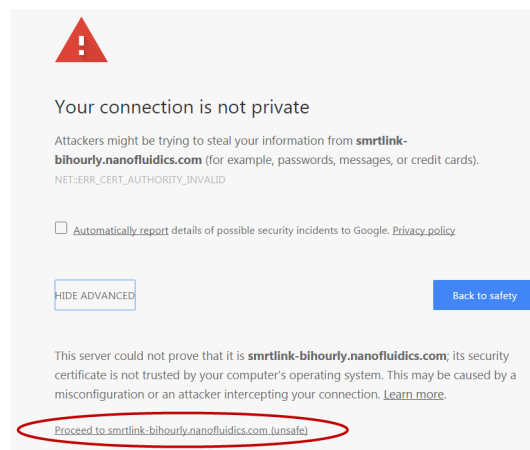 Your connection is not private
Attackers might be trying to steal your information from smrtlink-
bihourly.nanofluidics.com (for example, passwords, messages, or credit cards).
NET::ERR_CERT_AUTHORITY_INVALID
Automatically report details of possible security incidents to Google. Privacy policy
HIDE ADVANCED
Back to safety
This server could not prove that it is smrtlink-bihourly.nanofluidics.com; its security
certificate is not trusted by your computer's operating system. This may be caused by a
misconfiguration or an attacker intercepting your connection. Learn more.
Proceed to smrtlink-bihourly.nanofluidics.com (unsafe)